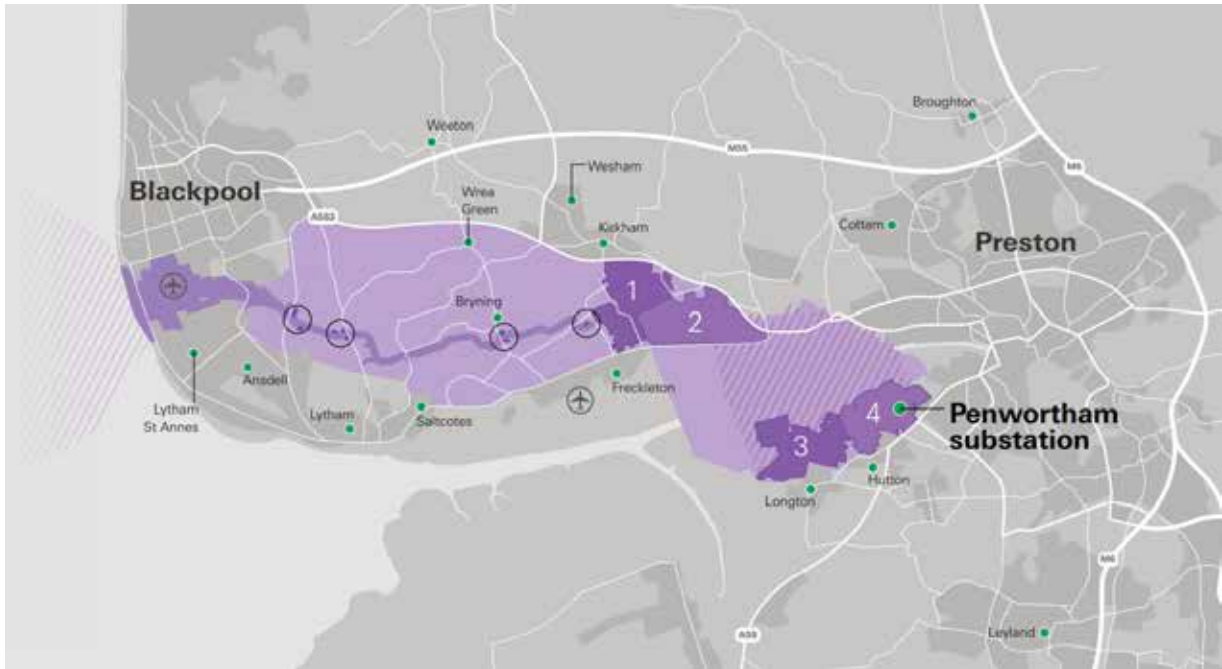 Broughton
Weeton
M55
Wesham
M6
Blackpool
Wrea
Green
A583
Cottam
Kirkham
Preston
1
Bryning
2
Ansdell
Freckleton
Lytham
St Annes
Lytham
Saltcotes
4
Penwortham
substation
3
Hutton
Longton
A59
Leyland